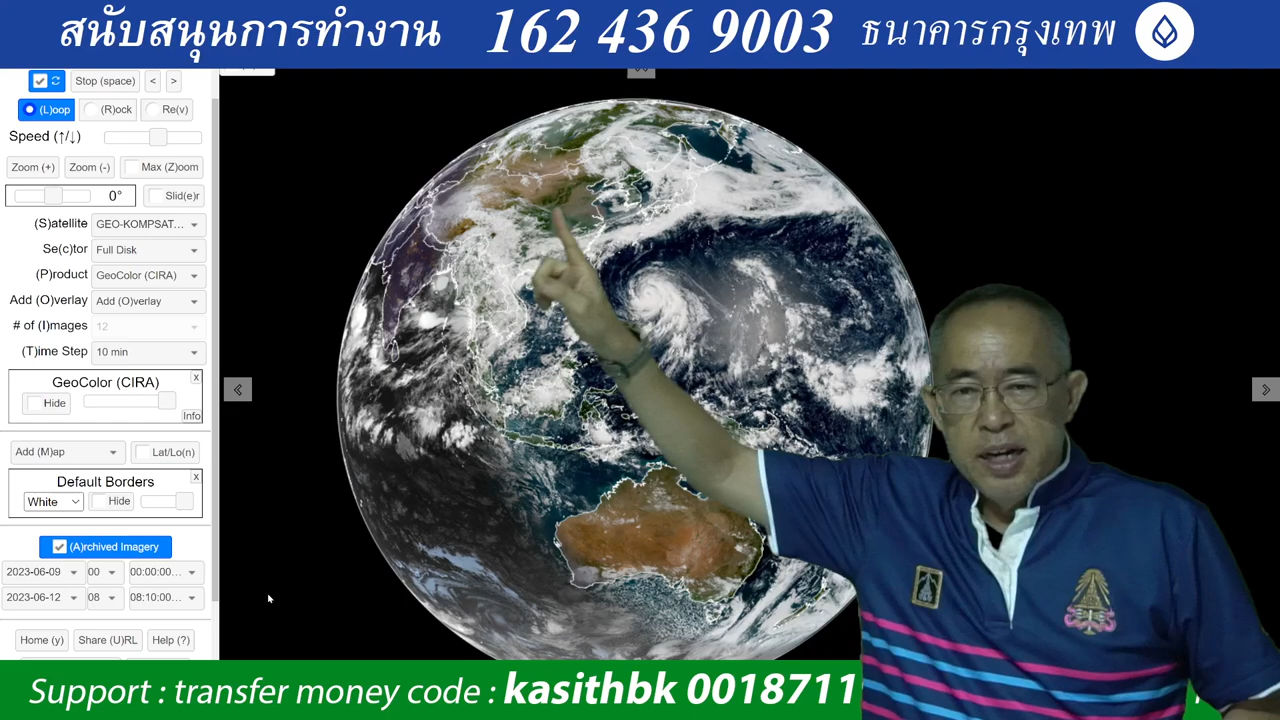 สนับสนุนการทำงาน 162 436 9003 ธนาคารกรุงเทพ
Stop (space) < >
(L)oop (R)ock Re(v)
Speed (↑/↓)
Zoom (+) Zoom (-) Max (Z)oom
0° Slid(e)r
(S)atellite GEO-KOMPSAT...
Se(c)tor Full Disk
(P)roduct GeoColor (CIRA)
Add (O)verlay Add (O)verlay
# of (I)mages 12
(T)ime Step 10 min
GeoColor (CIRA) x
Hide
Info
Add (M)ap Lat/Lo(n)
Default Borders x
White Hide
(A)rchived Imagery
2023-06-09 00 00:00:00...
2023-06-12 08 08:10:00...
Home (y) Share (U)RL Help (?)
Support : transfer money code : kasithbk 0018711